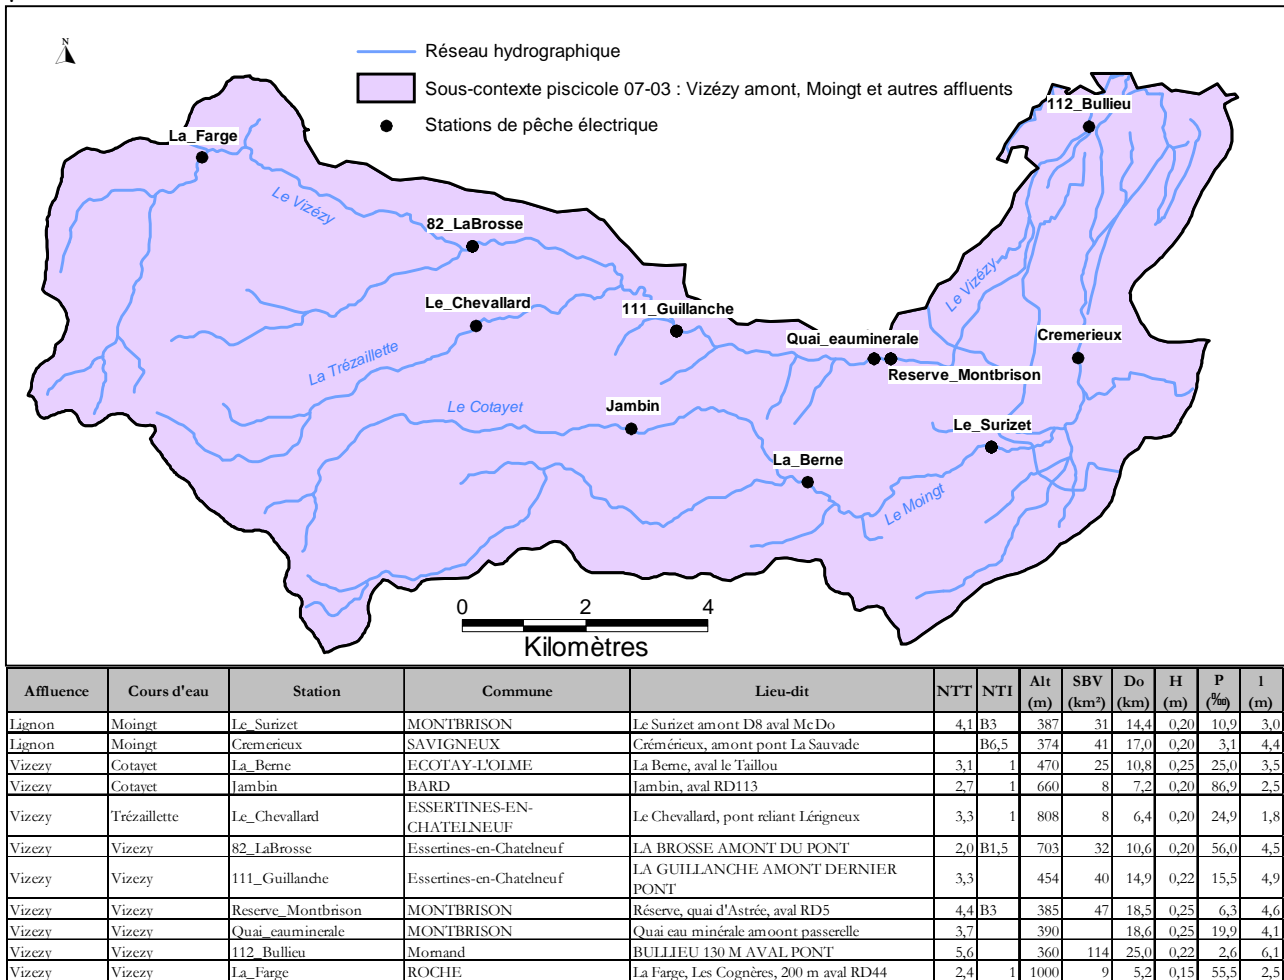 N
Réseau hydrographique
Sous-contexte piscicole 07-03 : Vizézy amont, Moingt et autres affluents
Stations de pêche électrique
112_Bullieu
La_Farge
Le Vizézy
82_LaBrosse
Le Vizézy
Le_Chevallard
111_Guillanche
Quai_eauminerale
Cremerieux
La Trézaillette
Reserve_Montbrison
Le Cotayet
Jambin
Le_Surizet
La_Berne
Le Moingt
0 2 4
Kilomètres
Affluence Cours d'eau Station Commune Lieu-dit NTT NTI Alt (m) SBV (km²) Do (km) H (m) P (‰) l (m)
Lignon Moingt Le_Surizet MONTBRISON Le Surizet amont D8 aval McDo 4,1 B3 387 31 14,4 0,20 10,9 3,0
Lignon Moingt Cremerieux SAVIGNEUX Crémérieux, amont pont La Sauvade B6,5 374 41 17,0 0,20 3,1 4,4
Vizezy Cotayet La_Berne ECOTAY-L'OLME La Berne, aval le Taillou 3,1 1 470 25 10,8 0,25 25,0 3,5
Vizezy Cotayet Jambin BARD Jambin, aval RD113 2,7 1 660 8 7,2 0,20 86,9 2,5
Vizezy Trézaillette Le_Chevallard ESSERTINES-EN-CHATELNEUF Le Chevallard, pont reliant Lérigneux 3,3 1 808 8 6,4 0,20 24,9 1,8
Vizezy Vizezy 82_LaBrosse Essertines-en-Chatelneuf LA BROSSE AMONT DU PONT 2,0 B1,5 703 32 10,6 0,20 56,0 4,5
Vizezy Vizezy 111_Guillanche Essertines-en-Chatelneuf LA GUILLANCHE AMONT DERNIER PONT 3,3 454 40 14,9 0,22 15,5 4,9
Vizezy Vizezy Reserve_Montbrison MONTBRISON Réserve, quai d'Astrée, aval RD5 4,4 B3 385 47 18,5 0,25 6,3 4,6
Vizezy Vizezy Quai_eauminerale MONTBRISON Quai eau minérale amoont passerelle 3,7 390 18,6 0,25 19,9 4,1
Vizezy Vizezy 112_Bullieu Mornand BULLIEU 130 M AVAL PONT 5,6 360 114 25,0 0,22 2,6 6,1
Vizezy Vizezy La_Farge ROCHE La Farge, Les Cognères, 200 m aval RD44 2,4 1 1000 9 5,2 0,15 55,5 2,5